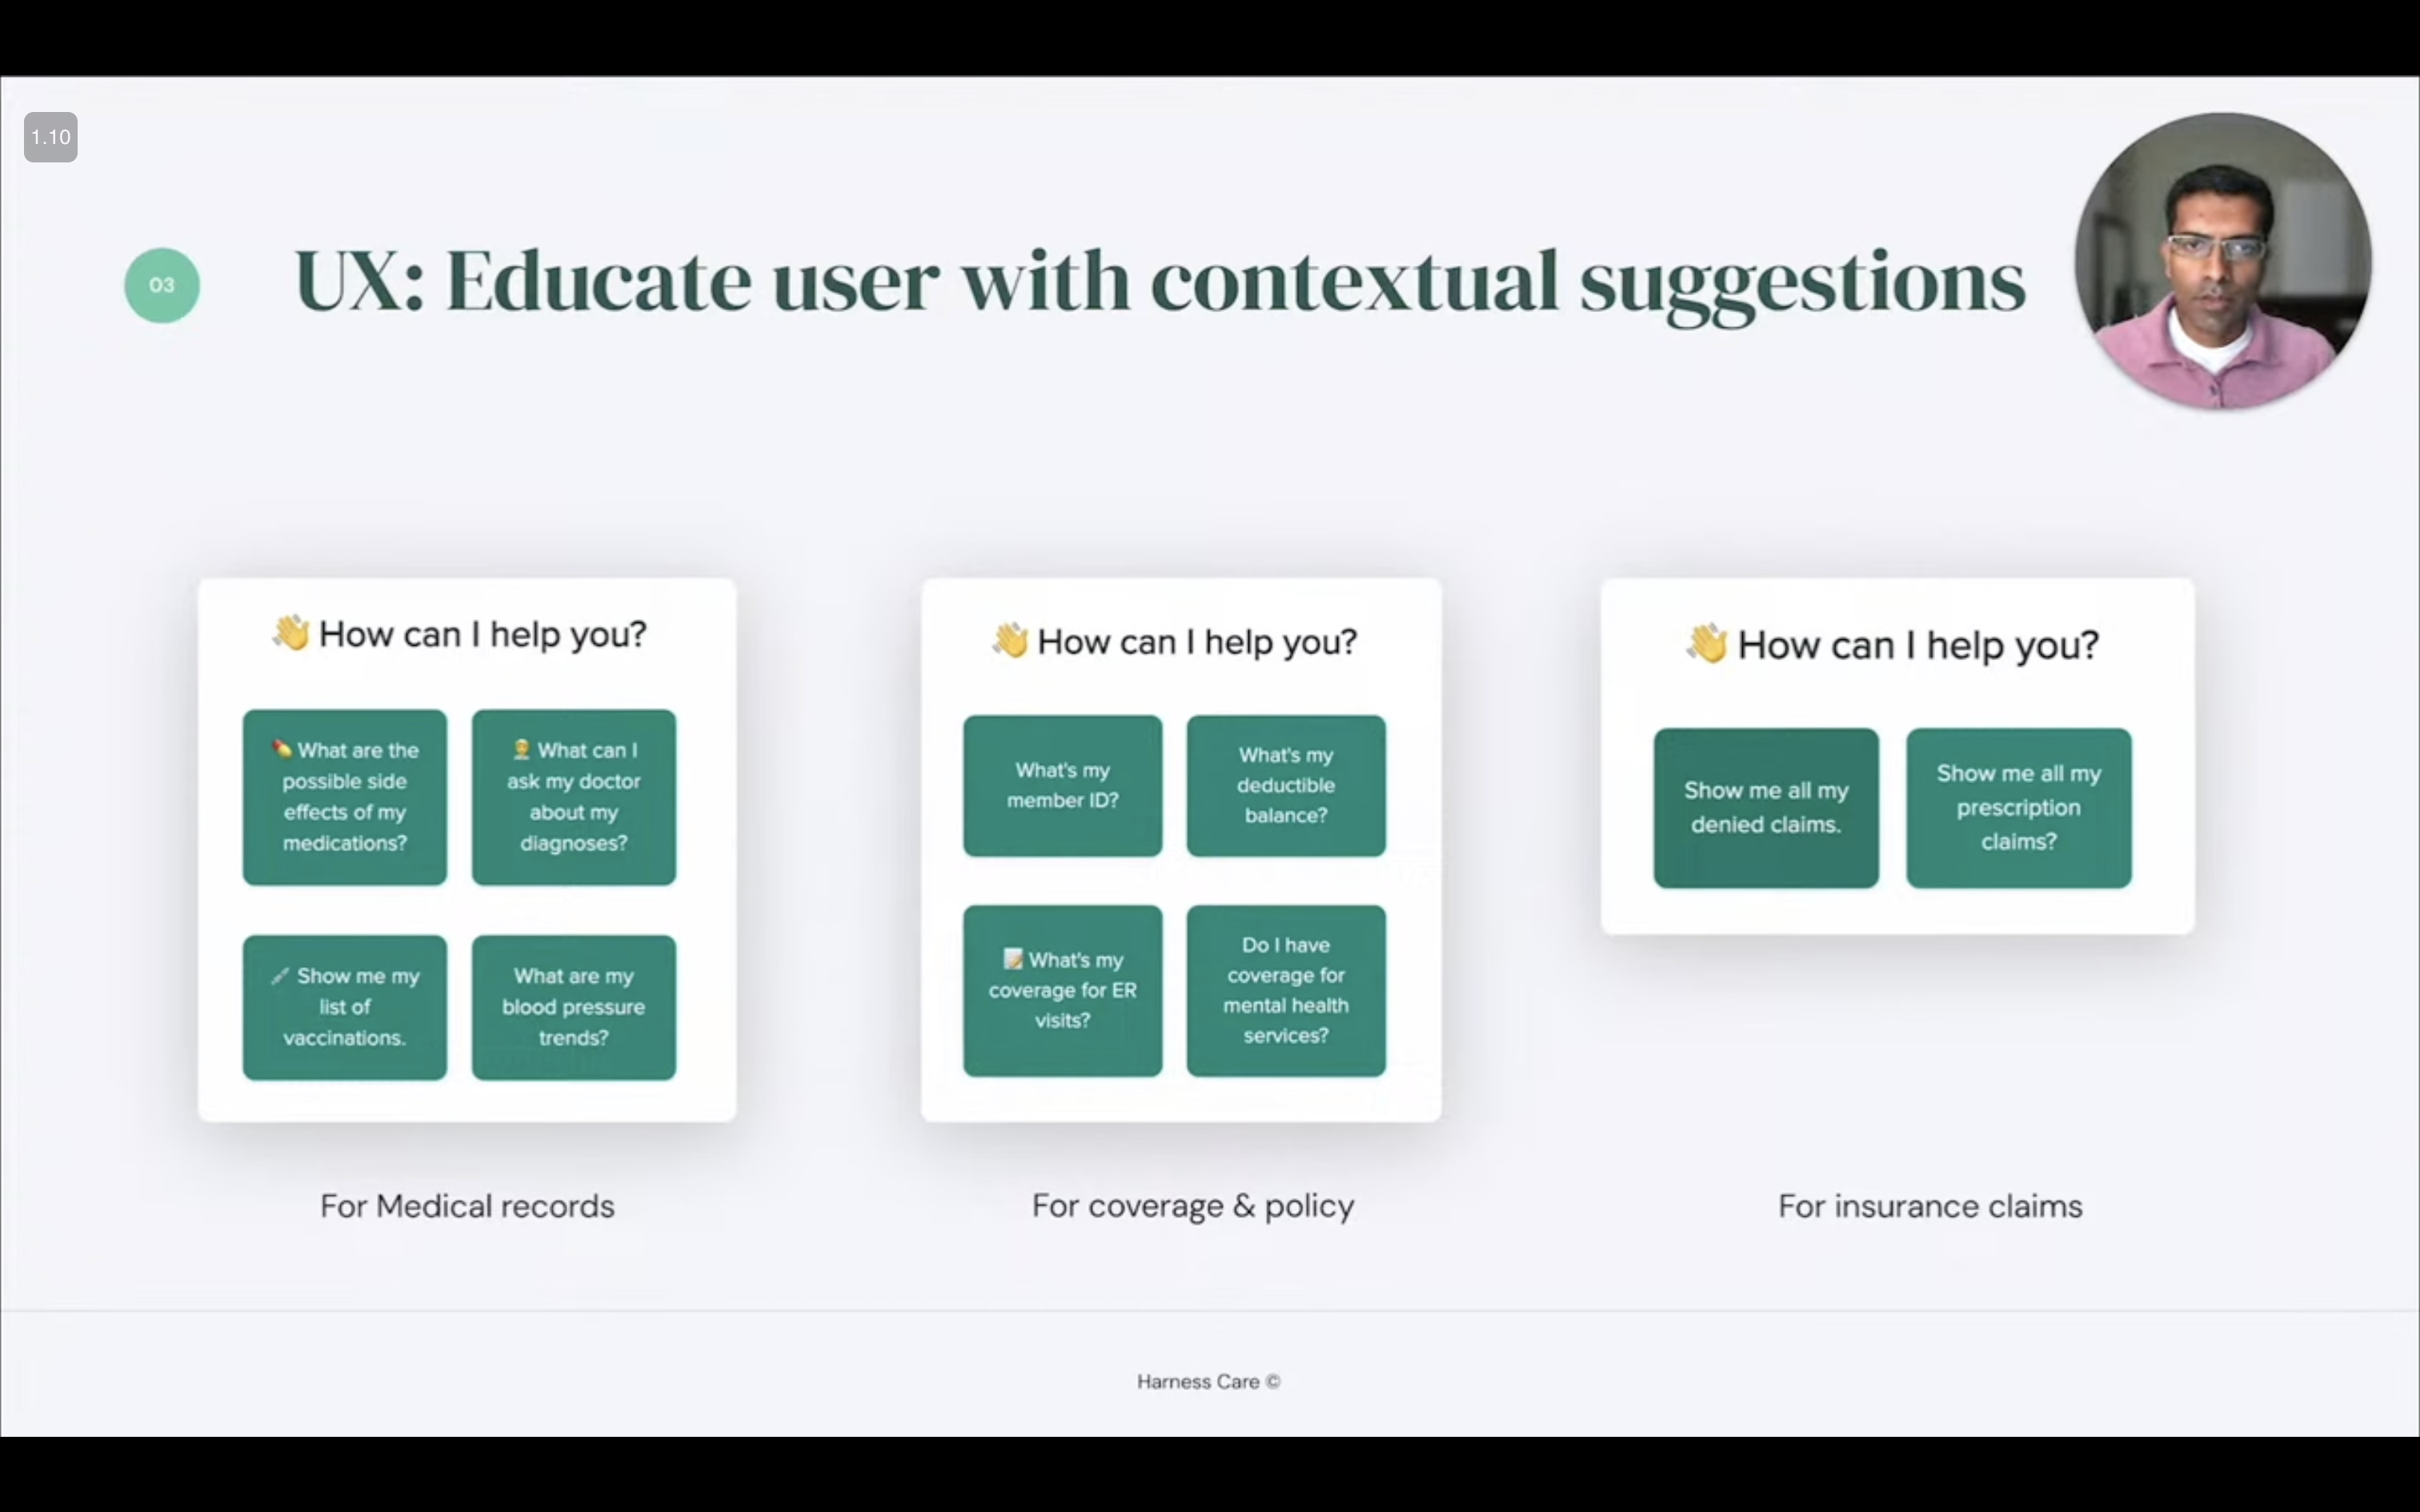 1.10
03
UX: Educate user with contextual suggestions
👋 How can I help you?
💊 What are the
possible side
effects of my
medications?
👨‍⚕️ What can I
ask my doctor
about my
diagnoses?
💉 Show me my
list of
vaccinations.
What are my
blood pressure
trends?
For Medical records
👋 How can I help you?
What's my
member ID?
What's my
deductible
balance?
📝 What's my
coverage for ER
visits?
Do I have
coverage for
mental health
services?
For coverage & policy
👋 How can I help you?
Show me all my
denied claims.
Show me all my
prescription
claims?
For insurance claims
Harness Care ©